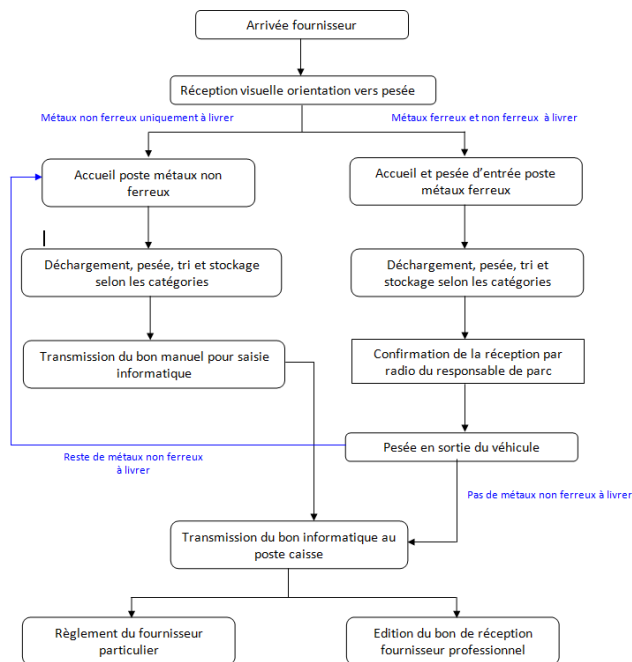 Arrivée fournisseur
Réception visuelle orientation vers pesée
Métaux non ferreux uniquement à livrer
Métaux ferreux et non ferreux à livrer
Accueil poste métaux non
ferreux
Accueil et pesée d'entrée poste
métaux ferreux
Déchargement, pesée, tri et stockage
selon les catégories
Déchargement, pesée, tri et
stockage selon les catégories
Transmission du bon manuel pour saisie
informatique
Confirmation de la réception par
radio du responsable de parc
Pesée en sortie du véhicule
Reste de métaux non ferreux
à livrer
Pas de métaux non ferreux à livrer
Transmission du bon informatique au
poste caisse
Règlement du fournisseur
particulier
Edition du bon de réception
fournisseur professionnel